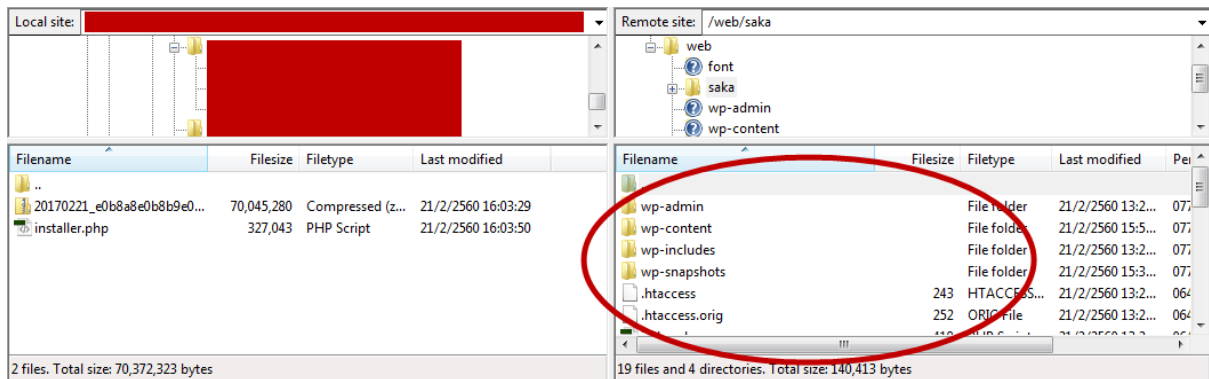 Local site:
Remote site: /web/saka
web
font
saka
wp-admin
wp-content
Filename Filesize Filetype Last modified
..
20170221_e0b8a8e0b8b9e0... 70,045,280 Compressed (z... 21/2/2560 16:03:29
installer.php 327,043 PHP Script 21/2/2560 16:03:50
2 files. Total size: 70,372,323 bytes
Filename Filesize Filetype Last modified
..
wp-admin File folder 21/2/2560 13:2...
wp-content File folder 21/2/2560 15:5...
wp-includes File folder 21/2/2560 13:2...
wp-snapshots File folder 21/2/2560 15:3...
.htaccess 243 HTACCESS... 21/2/2560 13:2...
.htaccess.orig 252 ORIG File 21/2/2560 13:2...
19 files and 4 directories. Total size: 140,413 bytes